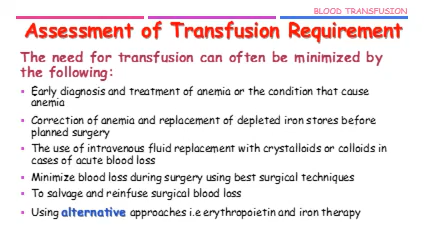 BLOOD TRANSFUSION
Assessment of Transfusion Requirement
The need for transfusion can often be minimized by
the following:
▪ Early diagnosis and treatment of anemia or the condition that cause
anemia
▪ Correction of anemia and replacement of depleted iron stores before
planned surgery
▪ The use of intravenous fluid replacement with crystalloids or colloids in
cases of acute blood loss
▪ Minimize blood loss during surgery using best surgical techniques
▪ To salvage and reinfuse surgical blood loss
▪ Using alternative approaches i.e erythropoietin and iron therapy